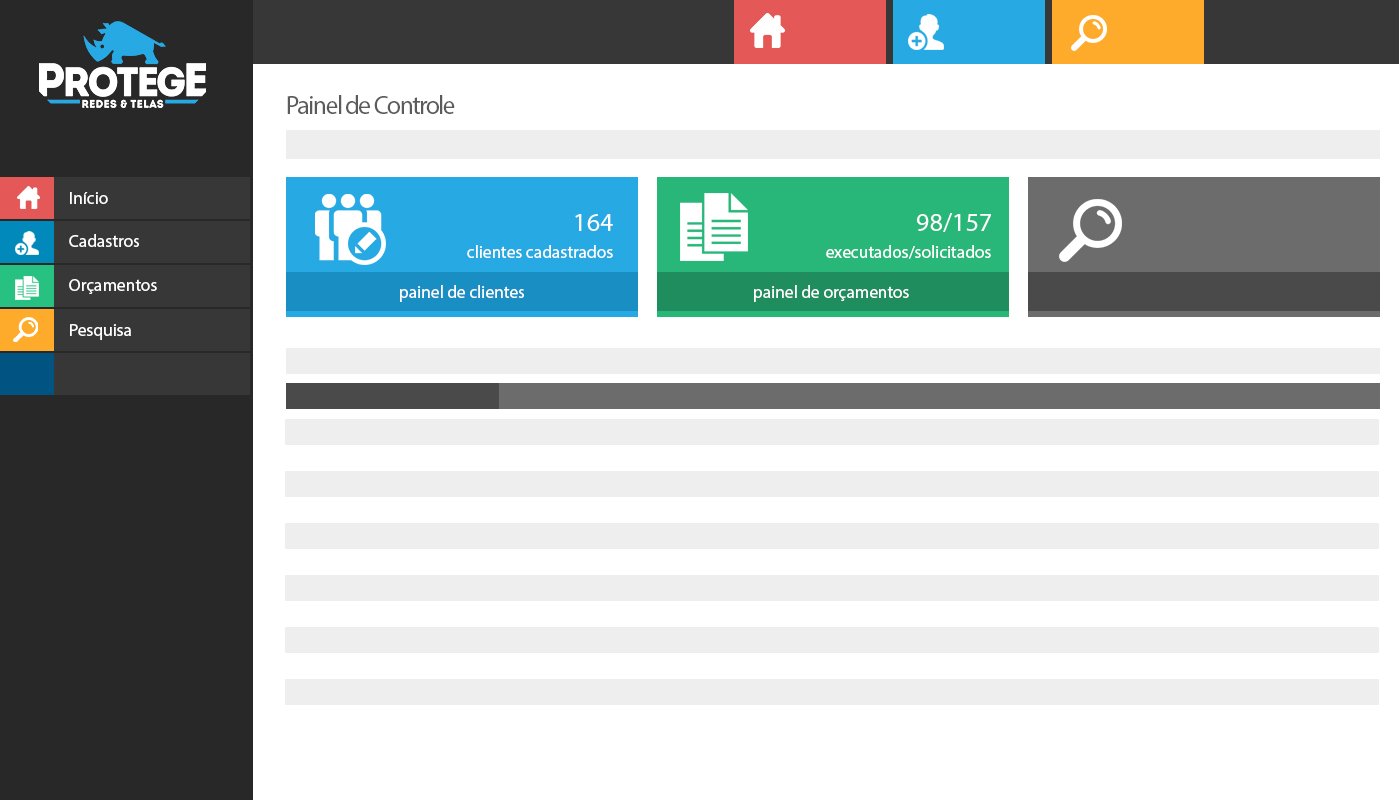 PROTEGE
REDES & TELAS
Início
Cadastros
Orçamentos
Pesquisa
Painel de Controle
164
clientes cadastrados
painel de clientes
98/157
executados/solicitados
painel de orçamentos